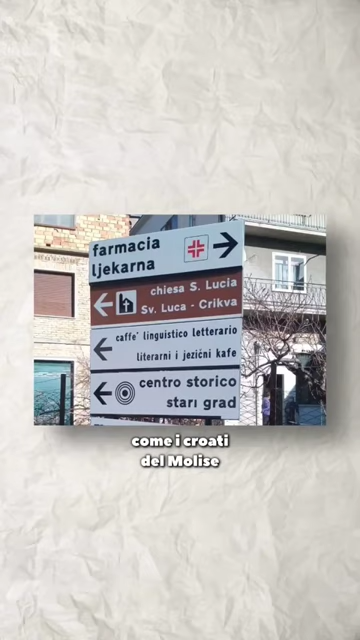 farmacia
ljekarna
chiesa S. Lucia
Sv. Luca - Crikva
caffe' linguistico letterario
literarni i jezični kafe
centro storico
stari grad
come i croati
del Molise